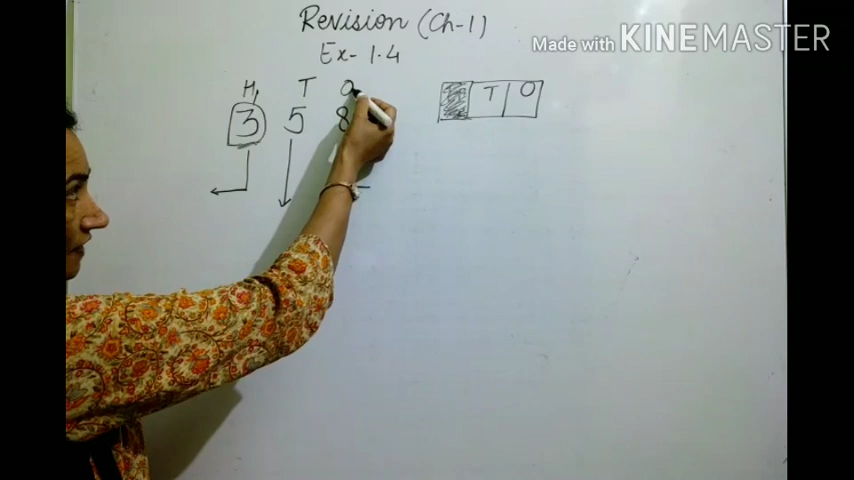 Revision (Ch-1)
Made with KINEMASTER
Ex- 1.4
H, T O
T O
3 5 8